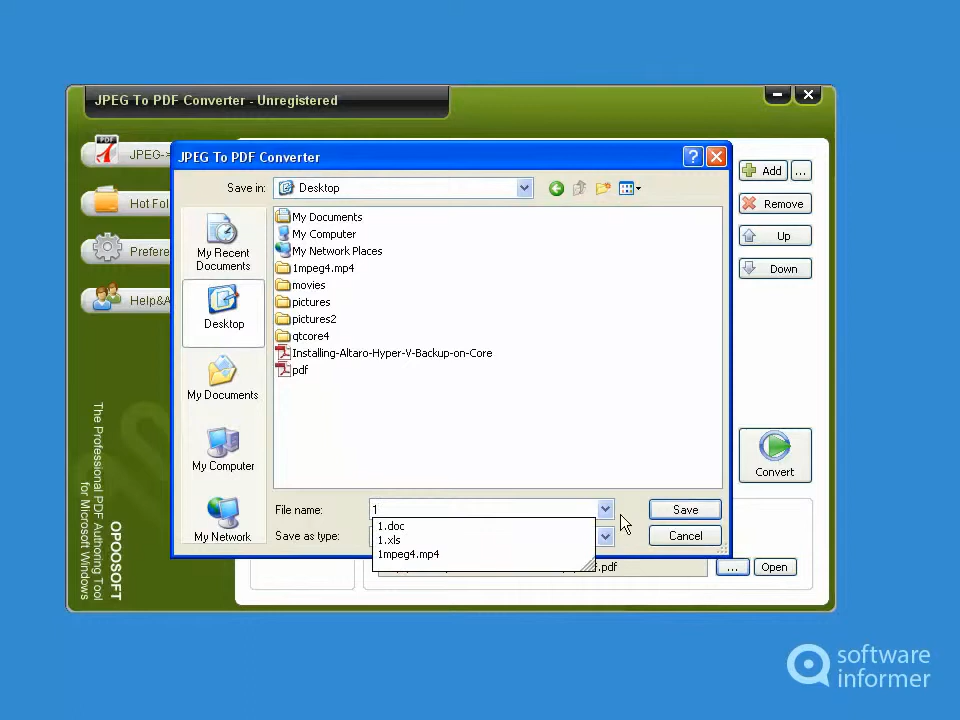 JPEG To PDF Converter - Unregistered
PDF
JPEG->
Hot Fol
Prefere
Help&A
The Professional PDF Authoring Tool
for Microsoft Windows
OPOOSOFT
JPEG To PDF Converter
Save in:
Desktop
My Recent
Documents
Desktop
My Documents
My Computer
My Network
My Documents
My Computer
My Network Places
1mpeg4.mp4
movies
pictures
pictures2
qtcore4
Installing-Altaro-Hyper-V-Backup-on-Core
pdf
File name:
1
Save
1.doc
1.xls
1mpeg4.mp4
Save as type:
Cancel
Add
...
Remove
Up
Down
Convert
f.pdf
...
Open
software
informer